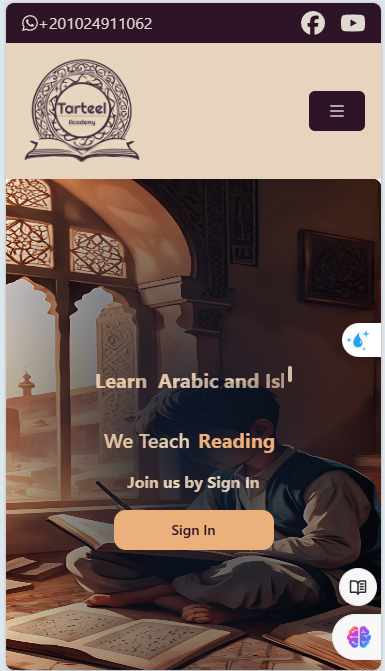 +201024911062
Tarteel
Academy
Learn Arabic and Isl
We Teach Reading
Join us by Sign In
Sign In